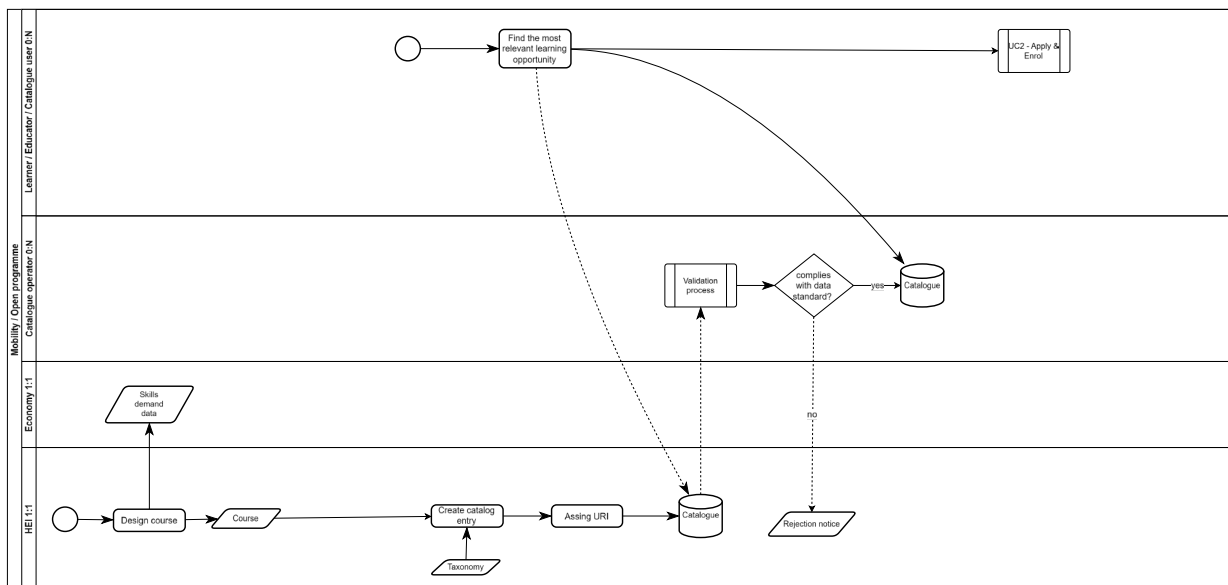 Mobility / Open programme
Learner / Educator / Catalogue user 0:N
Find the most
relevant learning
opportunity
UC2 - Apply &
Enrol
Catalogue operator 0:N
Validation
process
complies
with data
standard?
yes
Catalogue
Economy 1:1
Skills
demand
data
no
HEI 1:1
Design course
Course
Create catalog
entry
Assing URI
Catalogue
Rejection notice
Taxonomy